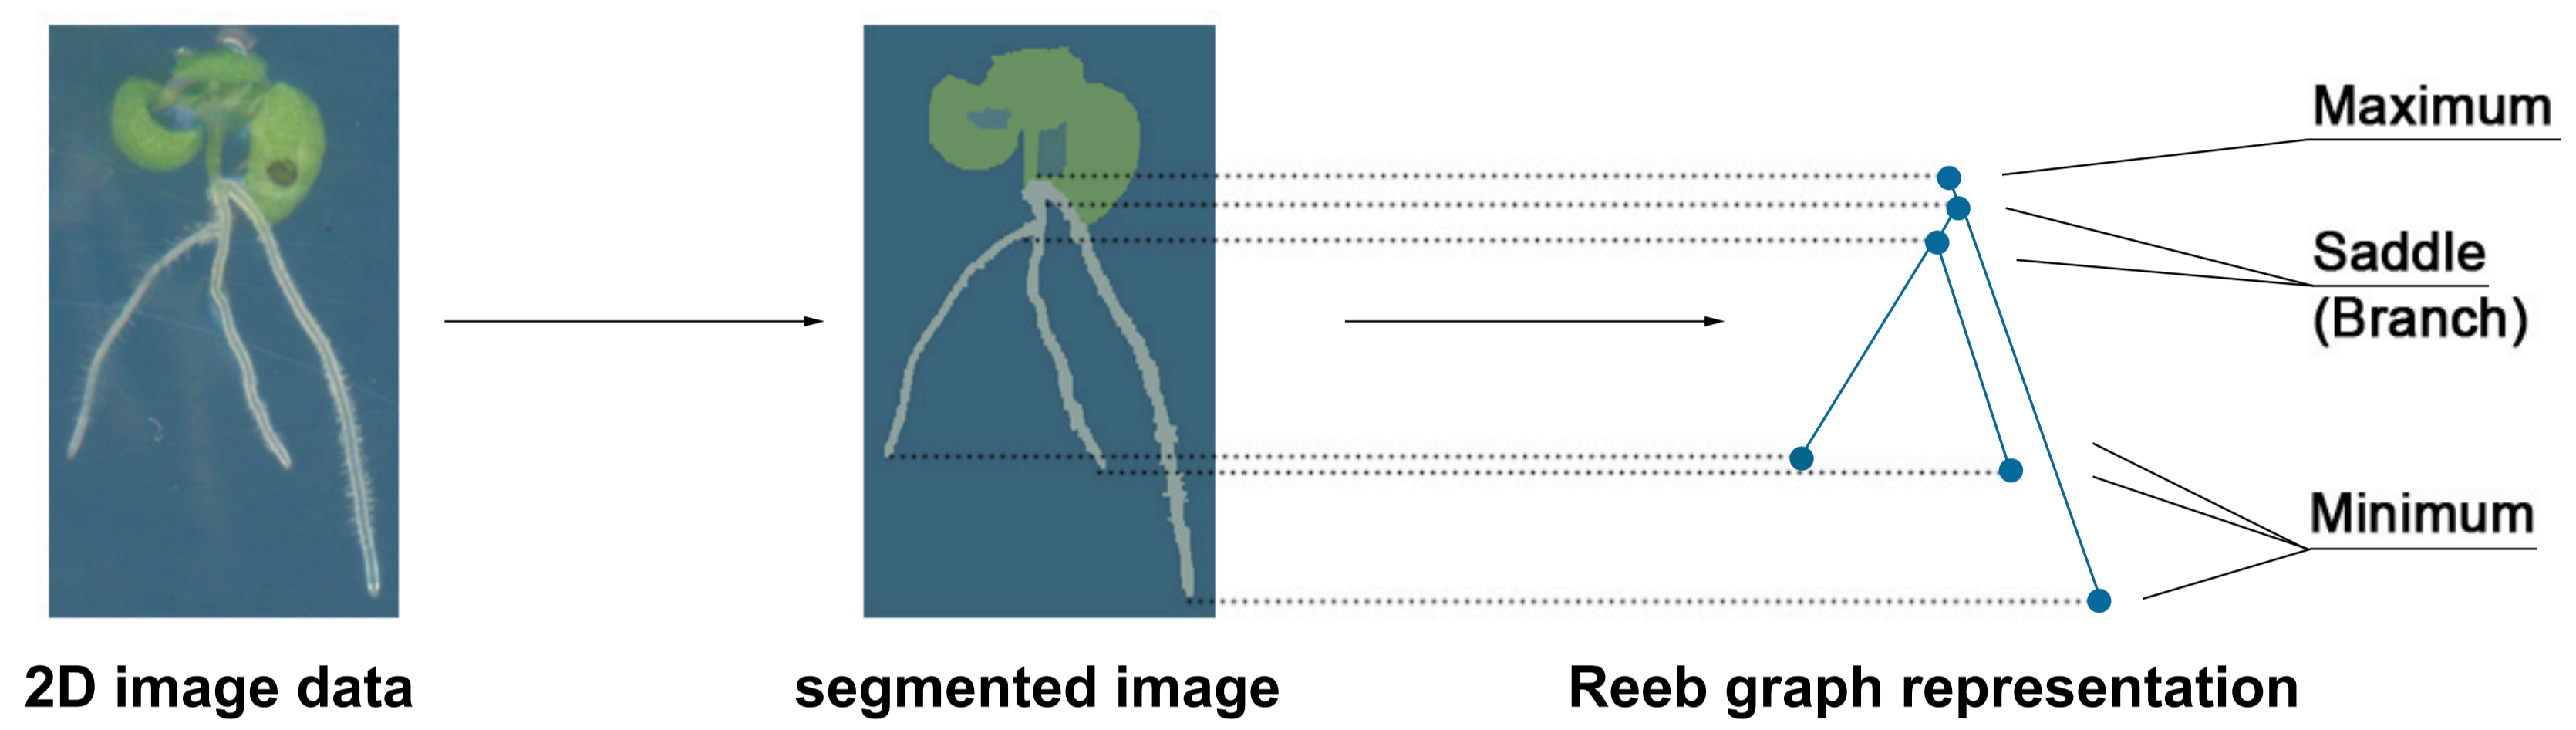 Maximum
Saddle
(Branch)
Minimum
2D image data
segmented image
Reeb graph representation